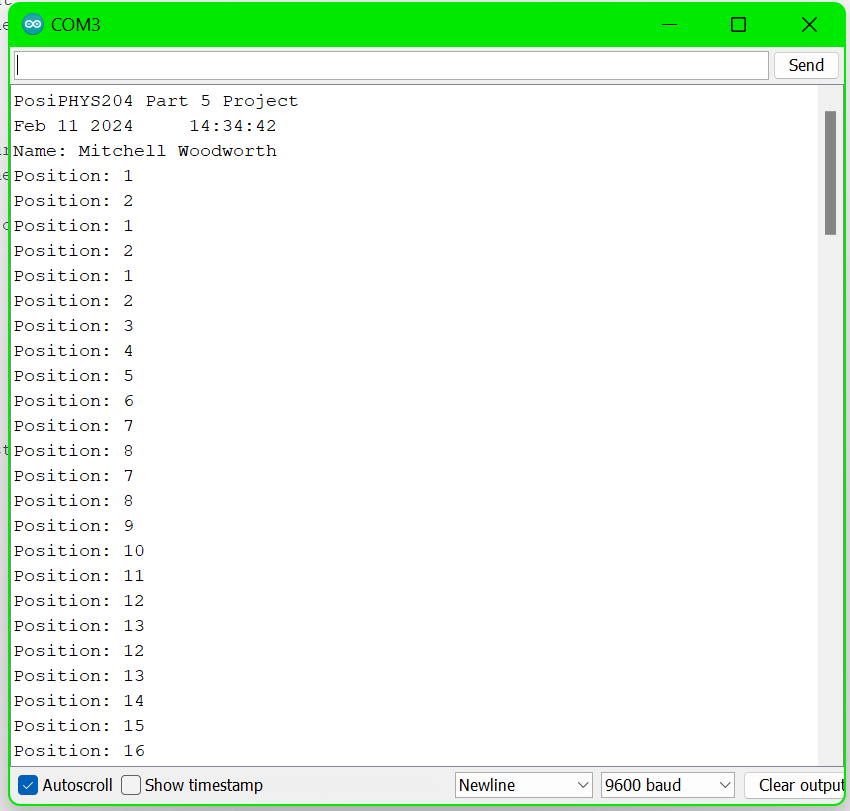 COM3
Send
PosiPHYS204 Part 5 Project
Feb 11 2024     14:34:42
Name: Mitchell Woodworth
Position: 1
Position: 2
Position: 1
Position: 2
Position: 1
Position: 2
Position: 3
Position: 4
Position: 5
Position: 6
Position: 7
Position: 8
Position: 7
Position: 8
Position: 9
Position: 10
Position: 11
Position: 12
Position: 13
Position: 12
Position: 13
Position: 14
Position: 15
Position: 16
Autoscroll Show timestamp Newline 9600 baud Clear output